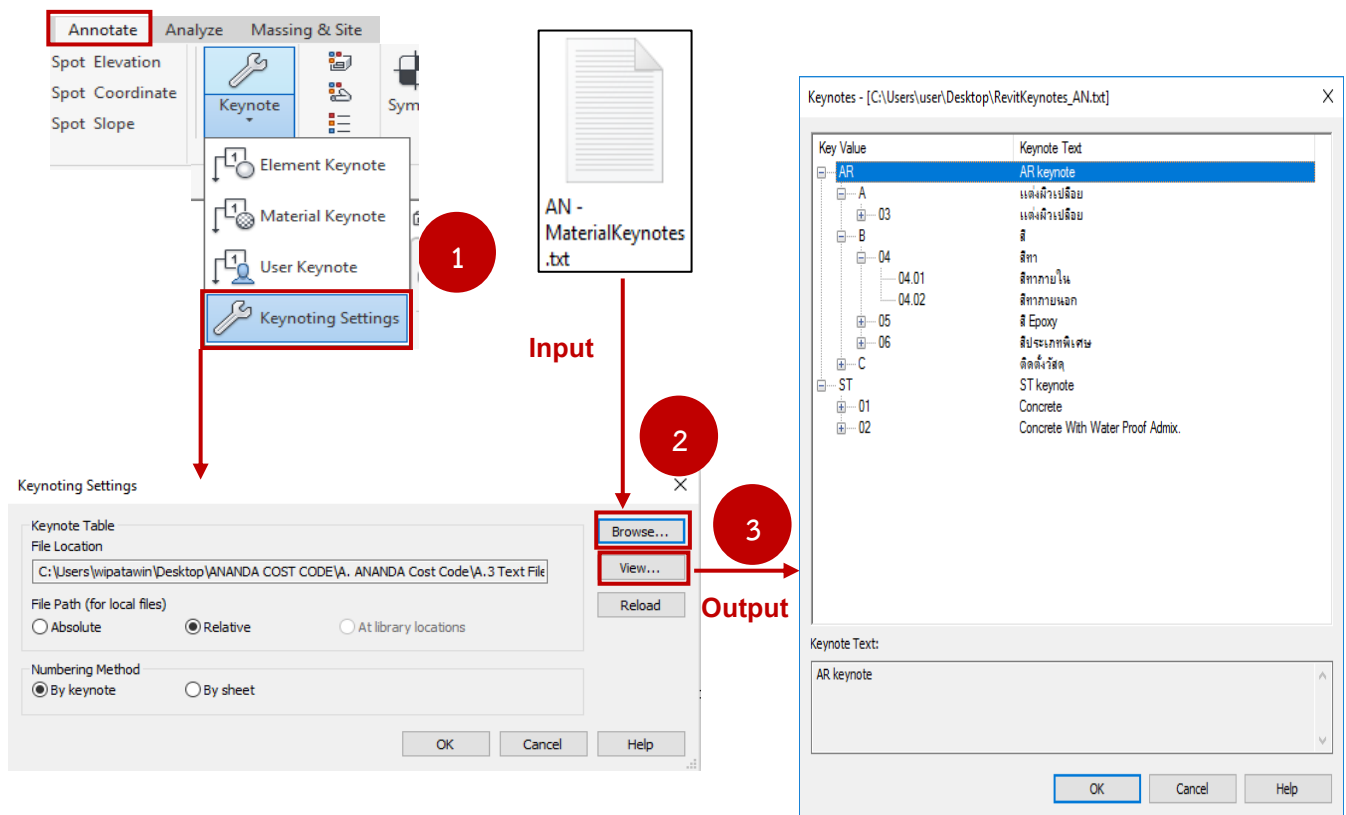 Annotate Analyze Massing & Site
Spot Elevation
Spot Coordinate
Spot Slope
Keynote
Sym
Element Keynote
Material Keynote
User Keynote
Keynoting Settings
1
AN -
MaterialKeynotes
.txt
Input
2
3
Output
Keynoting Settings
Keynote Table
File Location
C:\Users\wipatawin\Desktop\ANANDA COST CODE\A. ANANDA Cost Code\A.3 Text File
File Path (for local files)
Absolute Relative At library locations
Numbering Method
By keynote By sheet
Browse...
View...
Reload
OK Cancel Help
Keynotes - [C:\Users\user\Desktop\RevitKeynotes_AN.txt]
Key Value Keynote Text
AR AR keynote
A แต่งผิวเปลือย
03 แต่งผิวเปลือย
B สี
04 สีทา
04.01 สีทาภายใน
04.02 สีทาภายนอก
05 สี Epoxy
06 สีประเภทพิเศษ
C ติดตั้งวัสดุ
ST ST keynote
01 Concrete
02 Concrete With Water Proof Admix.
Keynote Text:
AR keynote
OK Cancel Help